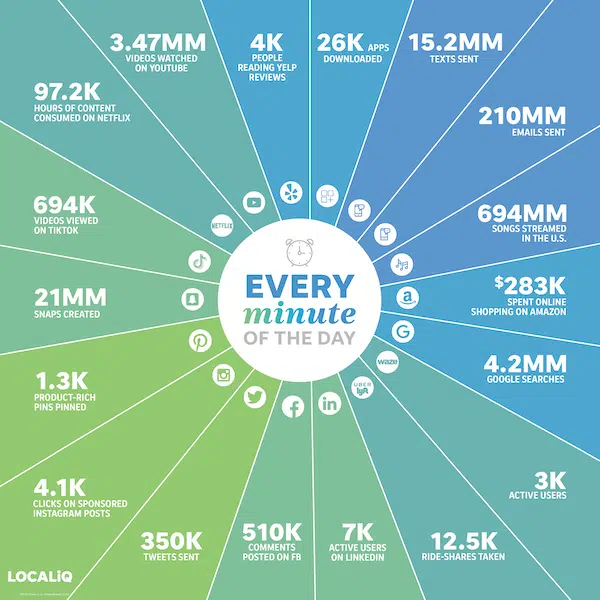 3.47MM
VIDEOS WATCHED
ON YOUTUBE
4K
PEOPLE
READING YELP
REVIEWS
26K APPS
DOWNLOADED
15.2MM
TEXTS SENT
97.2K
HOURS OF CONTENT
CONSUMED ON NETFLIX
210MM
EMAILS SENT
694K
VIDEOS VIEWED
ON TIKTOK
NETFLIX
694MM
SONGS STREAMED
IN THE U.S.
21MM
SNAPS CREATED
EVERY
minute
OF THE DAY
a
$283K
SPENT ONLINE
SHOPPING ON AMAZON
G
4.2MM
GOOGLE SEARCHES
waze
1.3K
PRODUCT-RICH
PINS PINNED
UBER
lyft
f
in
4.1K
CLICKS ON SPONSORED
INSTAGRAM POSTS
3K
ACTIVE USERS
350K
TWEETS SENT
510K
COMMENTS
POSTED ON FB
7K
ACTIVE USERS
ON LINKEDIN
12.5K
RIDE-SHARES TAKEN
LOCALiQ